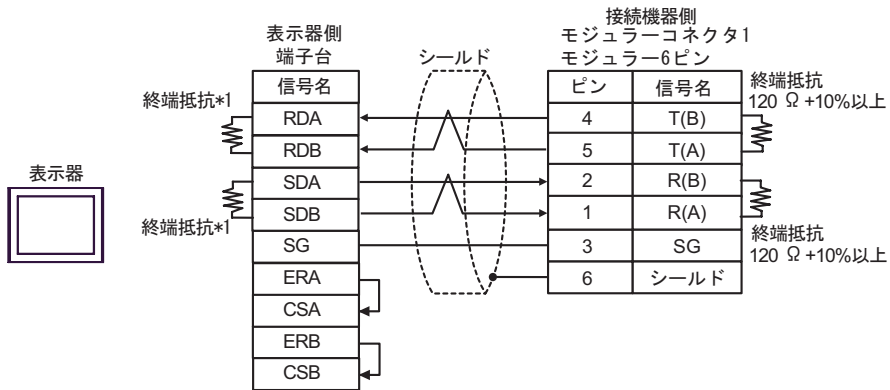 表示器
表示器側
端子台
信号名
RDA
RDB
SDA
SDB
SG
ERA
CSA
ERB
CSB
終端抵抗*1
終端抵抗*1
シールド
接続機器側
モジュラーコネクタ1
モジュラー6ピン
ピン 信号名
4 T(B)
5 T(A)
2 R(B)
1 R(A)
3 SG
6 シールド
終端抵抗
120 Ω +10%以上
終端抵抗
120 Ω +10%以上